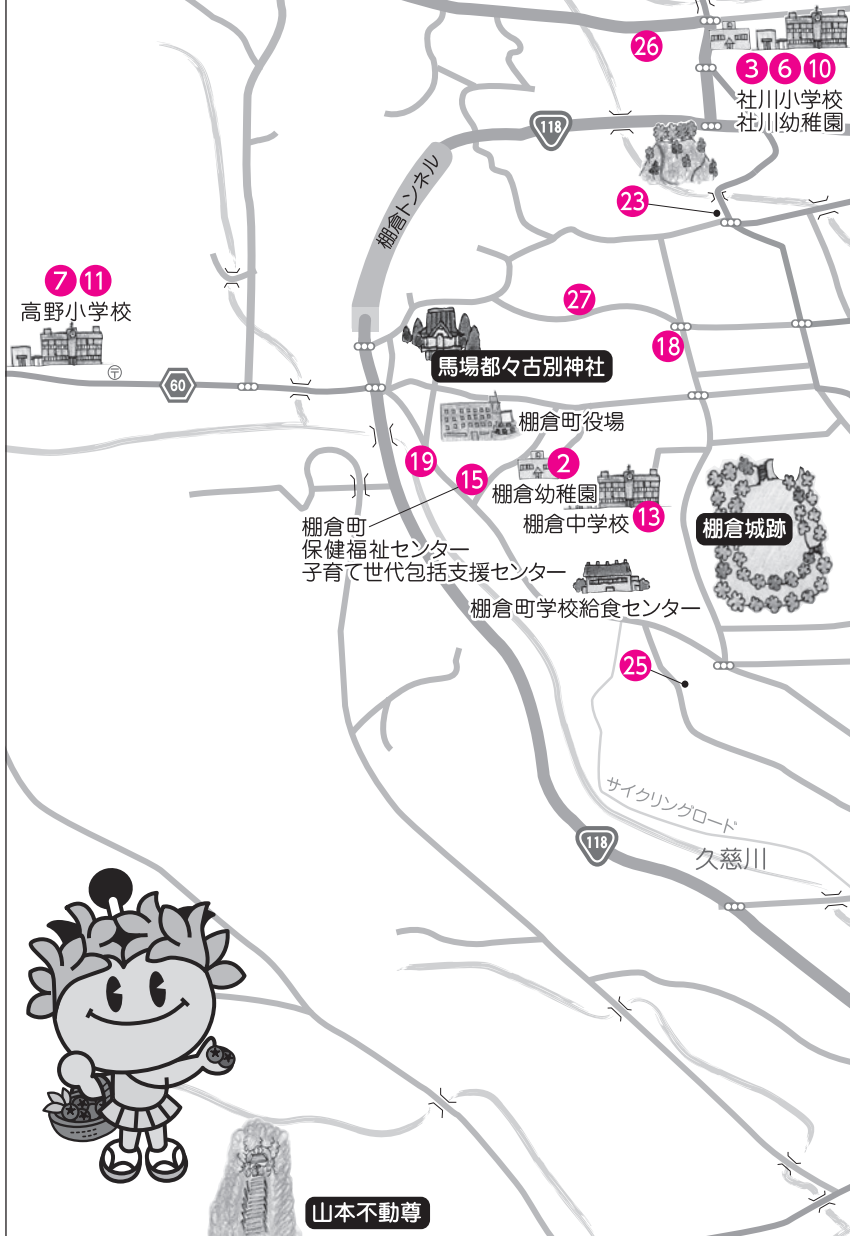 26
3 6 10
社川小学校
社川幼稚園
118
棚倉トンネル
23
7 11
高野小学校
〒
60
27
18
馬場都々古別神社
棚倉町役場
19
15
2
棚倉幼稚園
棚倉中学校
13
棚倉城跡
棚倉町
保健福祉センター
子育て世代包括支援センター
棚倉町学校給食センター
25
サイクリングロード
118
久慈川
山本不動尊